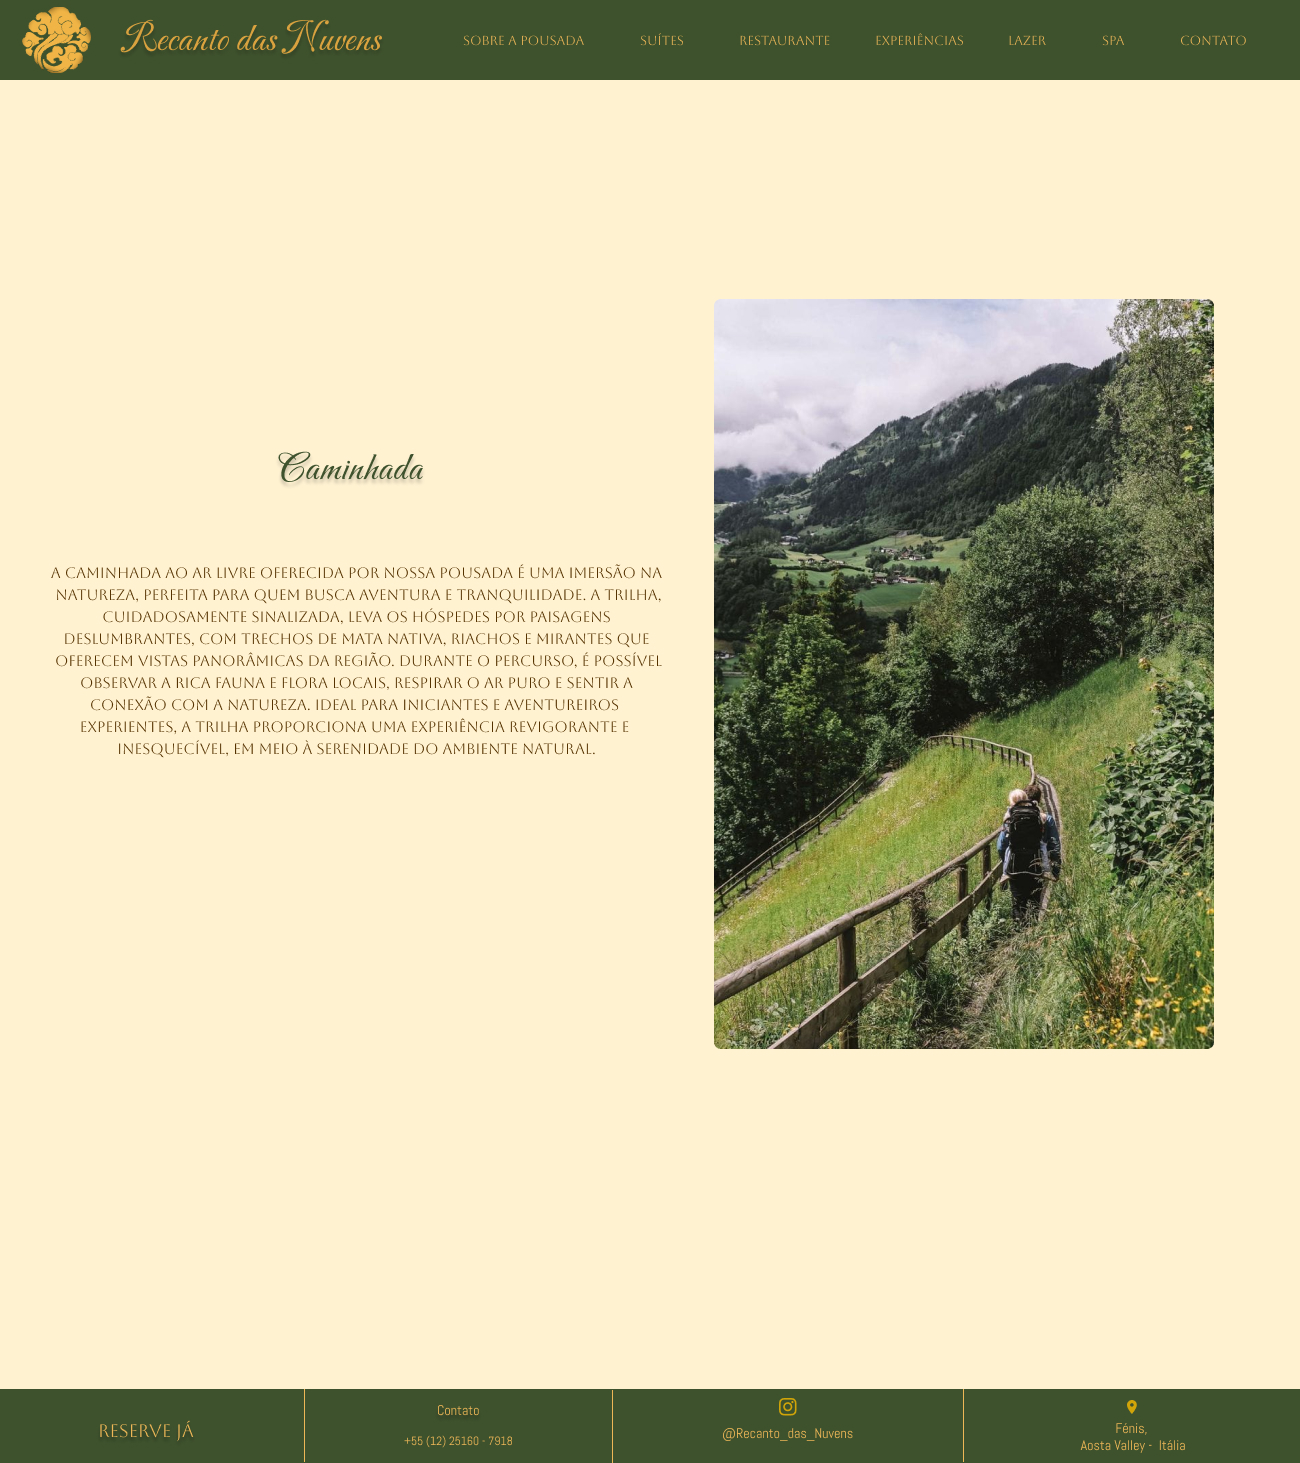 Recanto das Nuvens
SOBRE A POUSADA
SUÍTES
RESTAURANTE
EXPERIÊNCIAS
LAZER
SPA
CONTATO
Caminhada
A CAMINHADA AO AR LIVRE OFERECIDA POR NOSSA POUSADA É UMA IMERSÃO NA
NATUREZA, PERFEITA PARA QUEM BUSCA AVENTURA E TRANQUILIDADE. A TRILHA,
CUIDADOSAMENTE SINALIZADA, LEVA OS HÓSPEDES POR PAISAGENS
DESLUMBRANTES, COM TRECHOS DE MATA NATIVA, RIACHOS E MIRANTES QUE
OFERECEM VISTAS PANORÂMICAS DA REGIÃO. DURANTE O PERCURSO, É POSSÍVEL
OBSERVAR A RICA FAUNA E FLORA LOCAIS, RESPIRAR O AR PURO E SENTIR A
CONEXÃO COM A NATUREZA. IDEAL PARA INICIANTES E AVENTUREIROS
EXPERIENTES, A TRILHA PROPORCIONA UMA EXPERIÊNCIA REVIGORANTE E
INESQUECÍVEL, EM MEIO À SERENIDADE DO AMBIENTE NATURAL.
RESERVE JÁ
Contato
+55 (12) 25160 - 7918
@Recanto_das_Nuvens
Fénis,
Aosta Valley - Itália